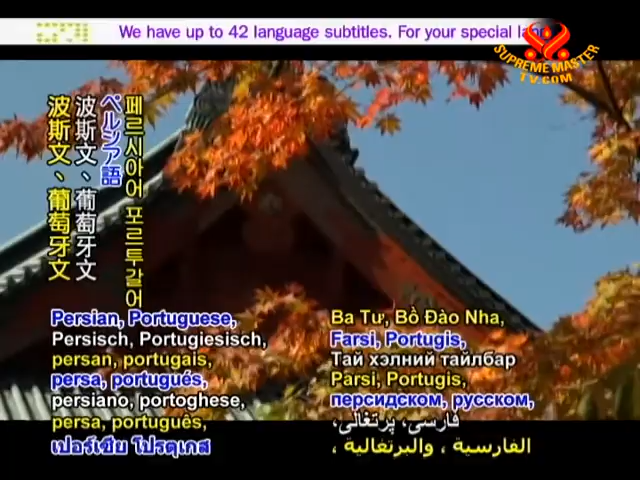 We have up to 42 language subtitles. For your special
SUPREME MASTER
TV.COM
페르시아어 포르투갈어
ペルシア語
波斯文、葡萄牙文
波斯文、葡萄牙文
Persian, Portuguese,
Persisch, Portugiesisch,
persan, portugais,
persa, portugués,
persiano, portoghese,
persa, português,
เปอร์เซีย โปรตุเกส
Ba Tư, Bồ Đào Nha,
Farsi, Portugis,
Тай хэлний тайлбар
Parsi, Portugis,
персидском, русском,
فارسی، پرتغالی،
الفارسية ، والبرتغالية ،